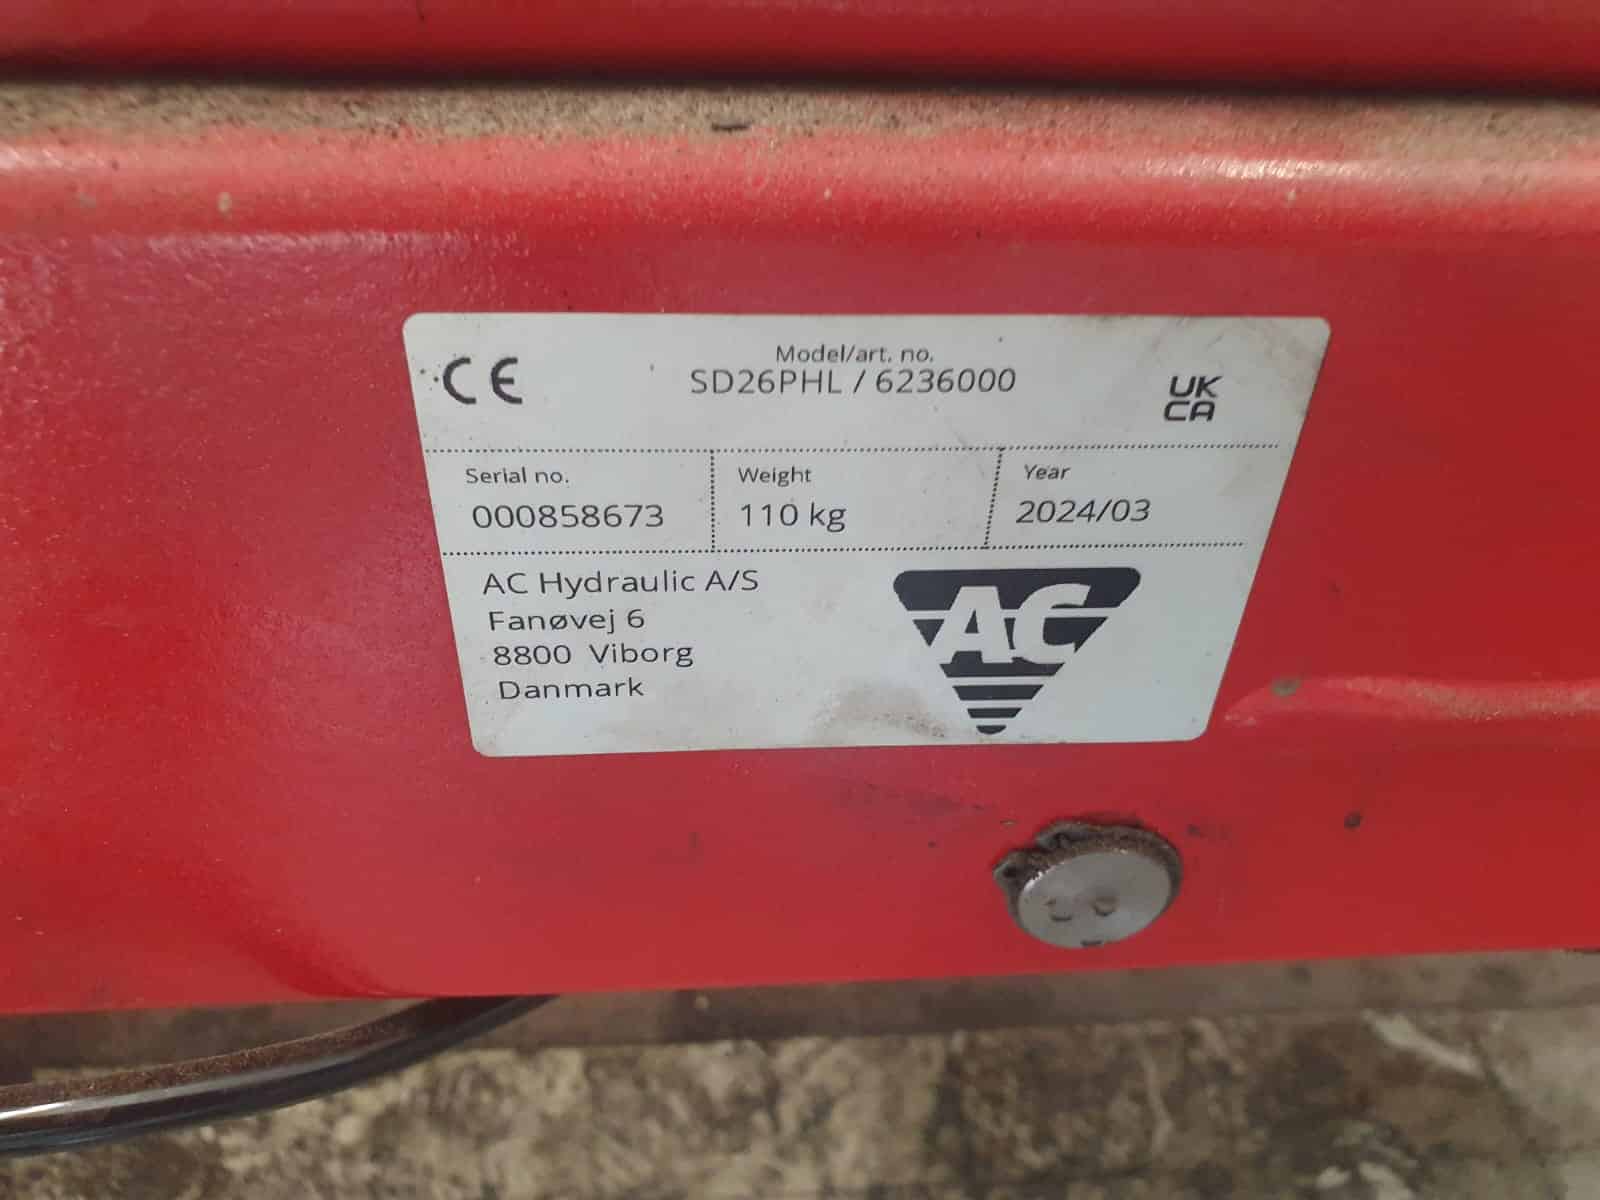 CE
Model/art. no.
SD26PHL / 6236000
UK
CA
Serial no.
000858673
Weight
110 kg
Year
2024/03
AC Hydraulic A/S
Fanøvej 6
8800 Viborg
Danmark
AC